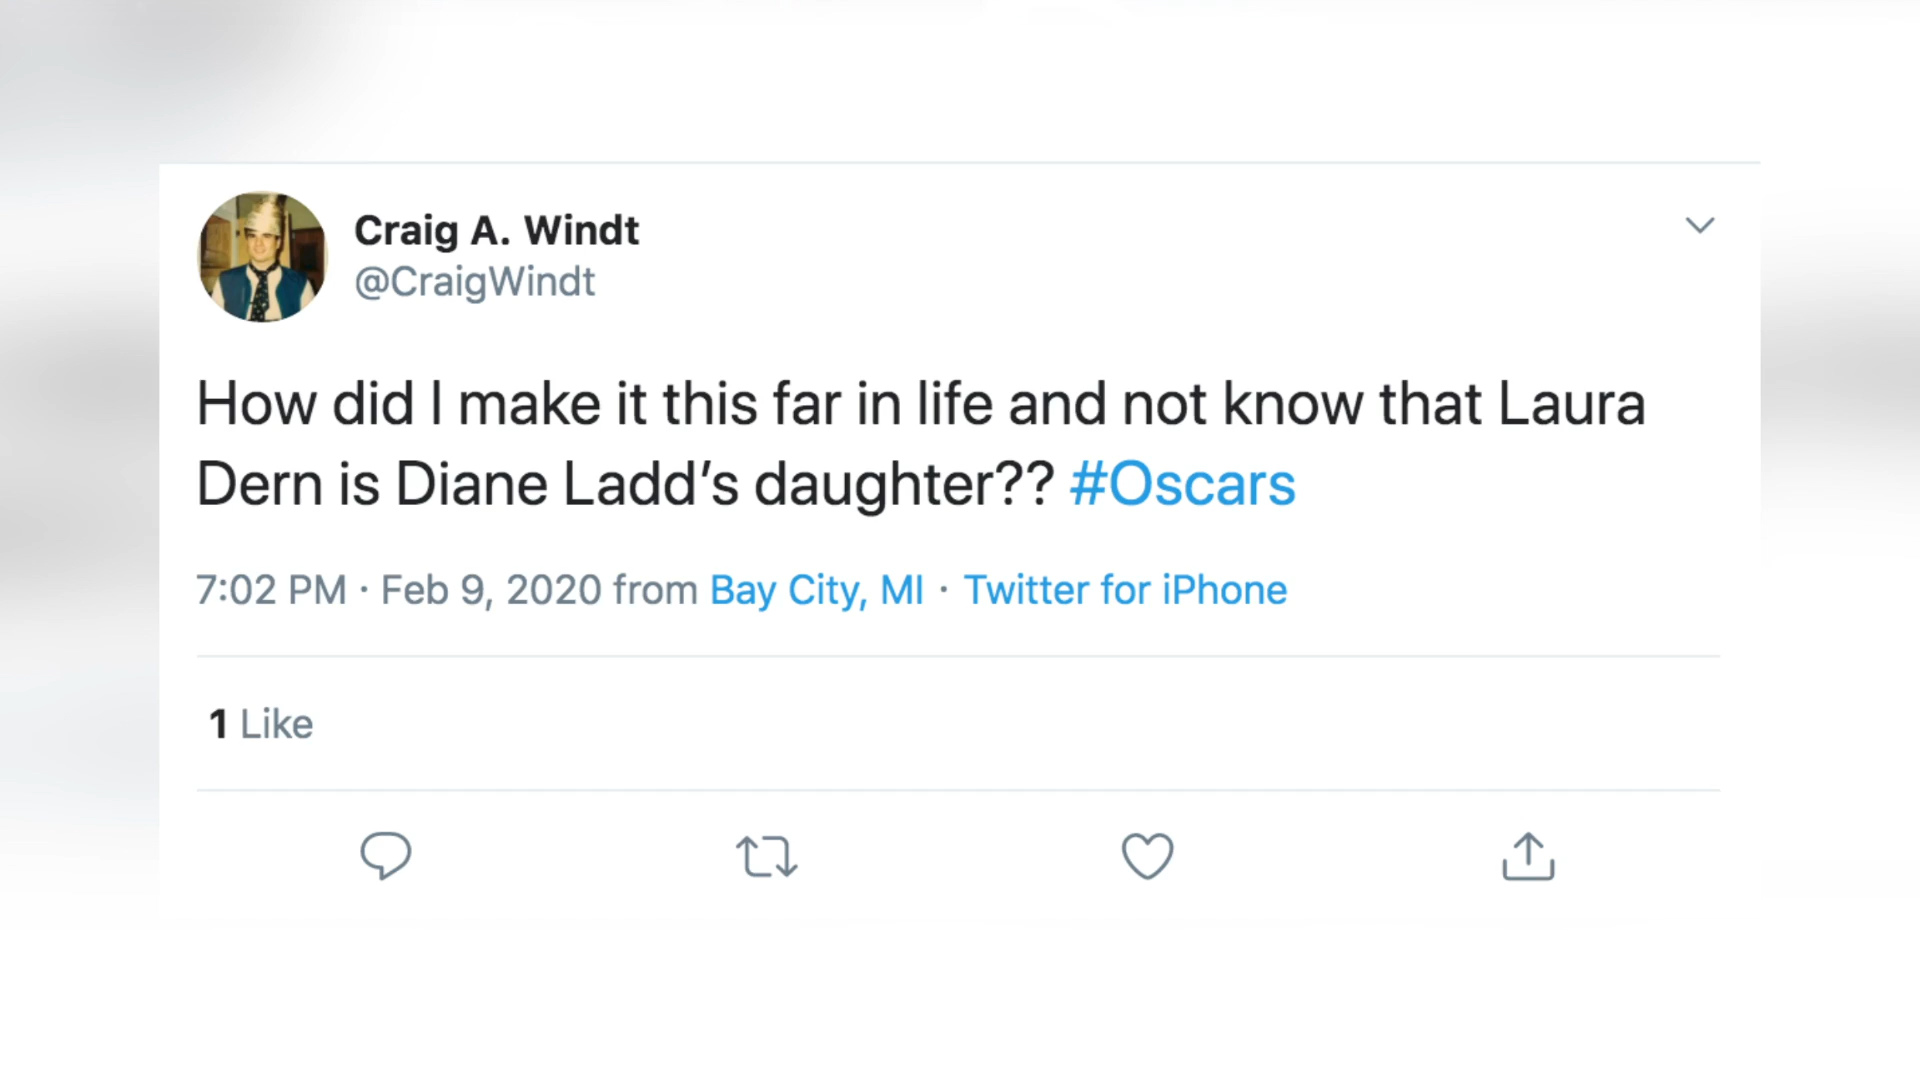 Craig A. Windt
@CraigWindt
How did I make it this far in life and not know that Laura
Dern is Diane Ladd’s daughter?? #Oscars
7:02 PM · Feb 9, 2020 from Bay City, MI · Twitter for iPhone
1 Like